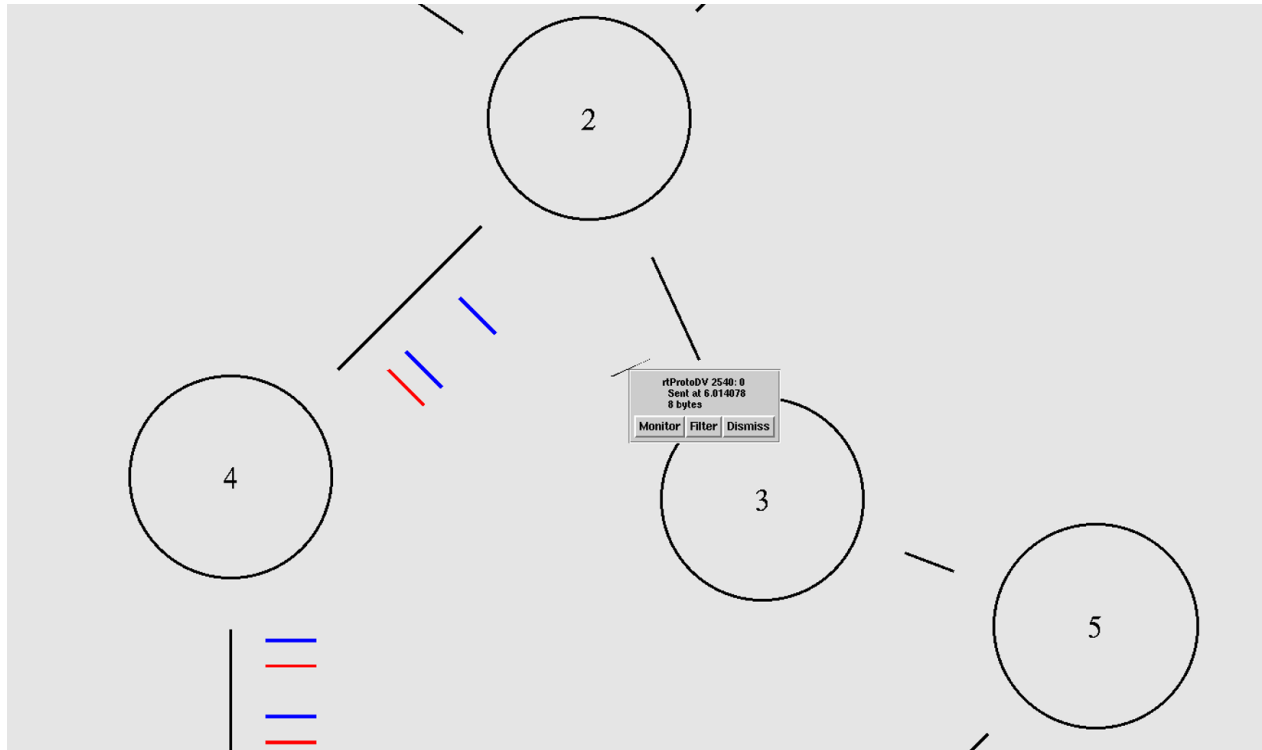 2
rtProtoDV 2540: 0
Sent at 6.014078
8 bytes
Monitor Filter Dismiss
4
3
5